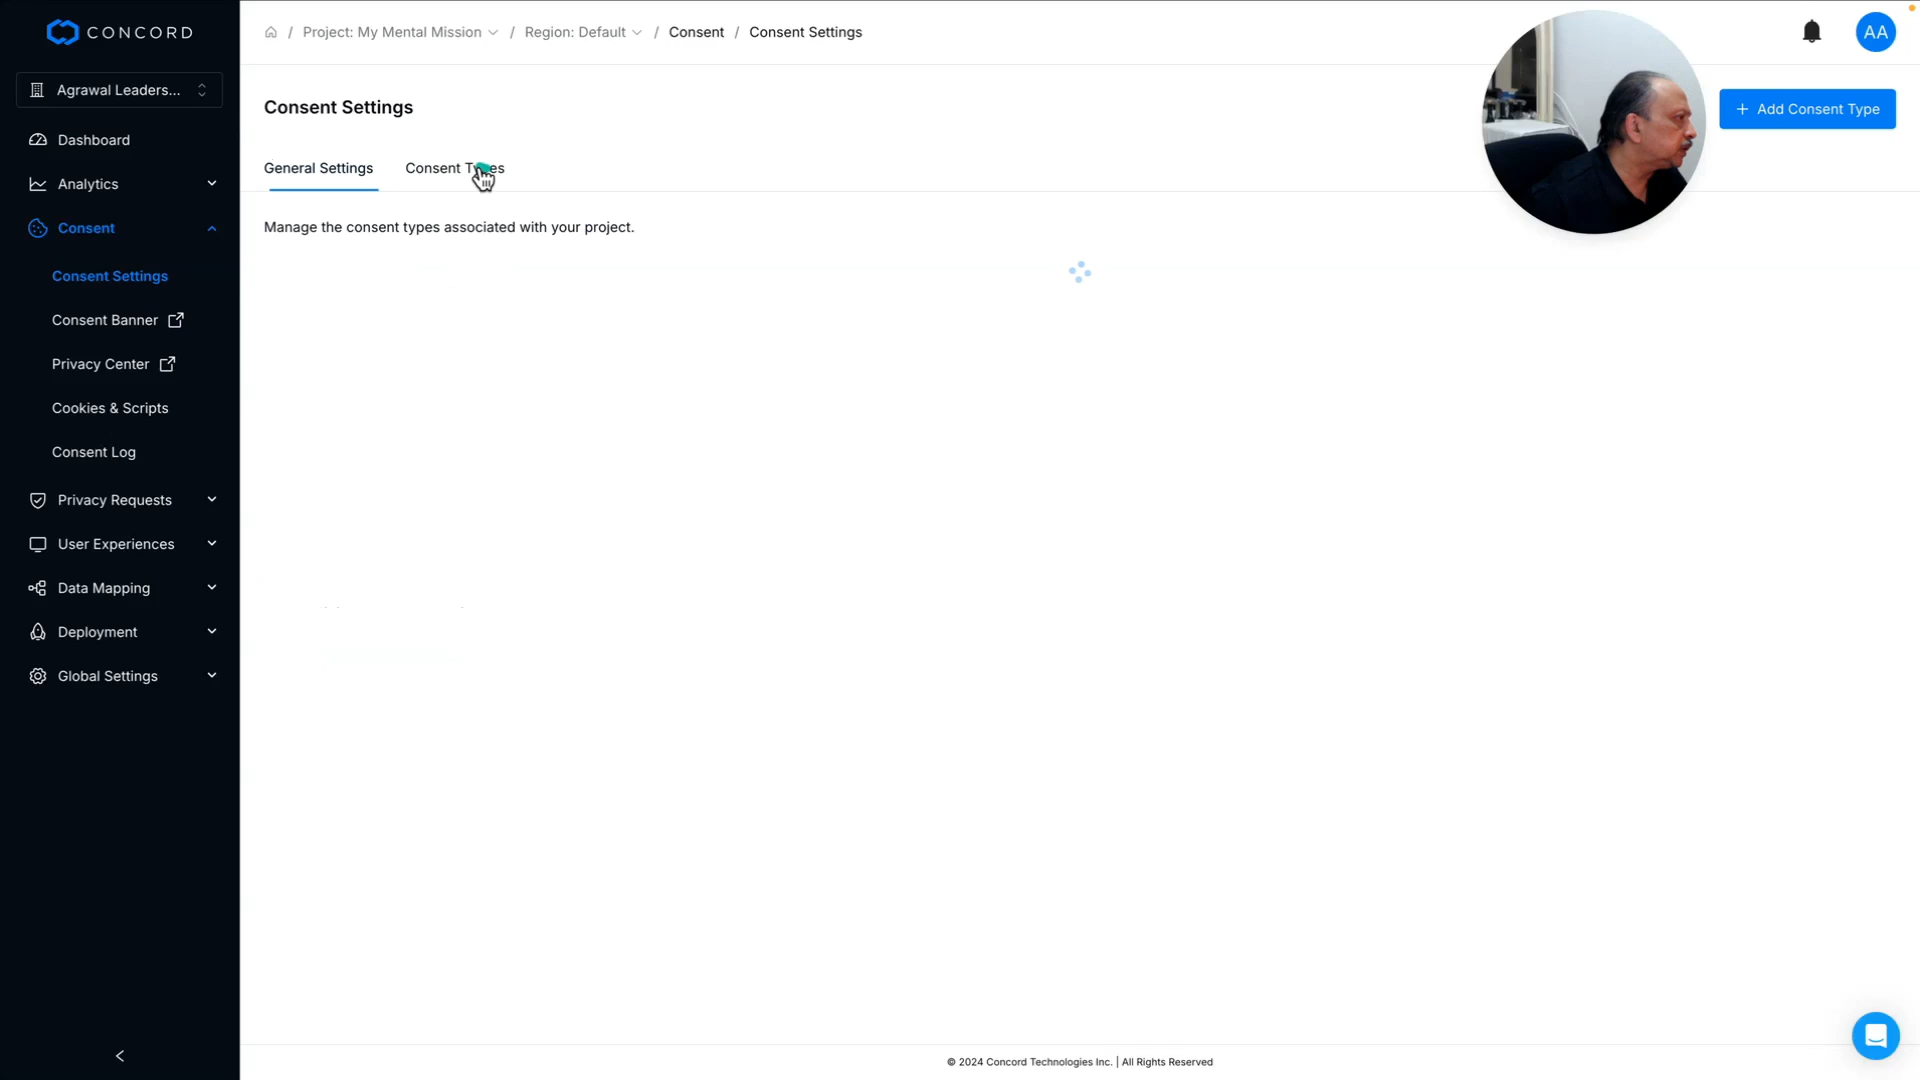 CONCORD
Project: My Mental Mission / Region: Default / Consent / Consent Settings
AA
Agrawal Leaders...
Consent Settings
+ Add Consent Type
Dashboard
General Settings
Consent Types
Analytics
Consent
Manage the consent types associated with your project.
Consent Settings
Consent Banner
Privacy Center
Cookies & Scripts
Consent Log
Privacy Requests
User Experiences
Data Mapping
Deployment
Global Settings
© 2024 Concord Technologies Inc. | All Rights Reserved